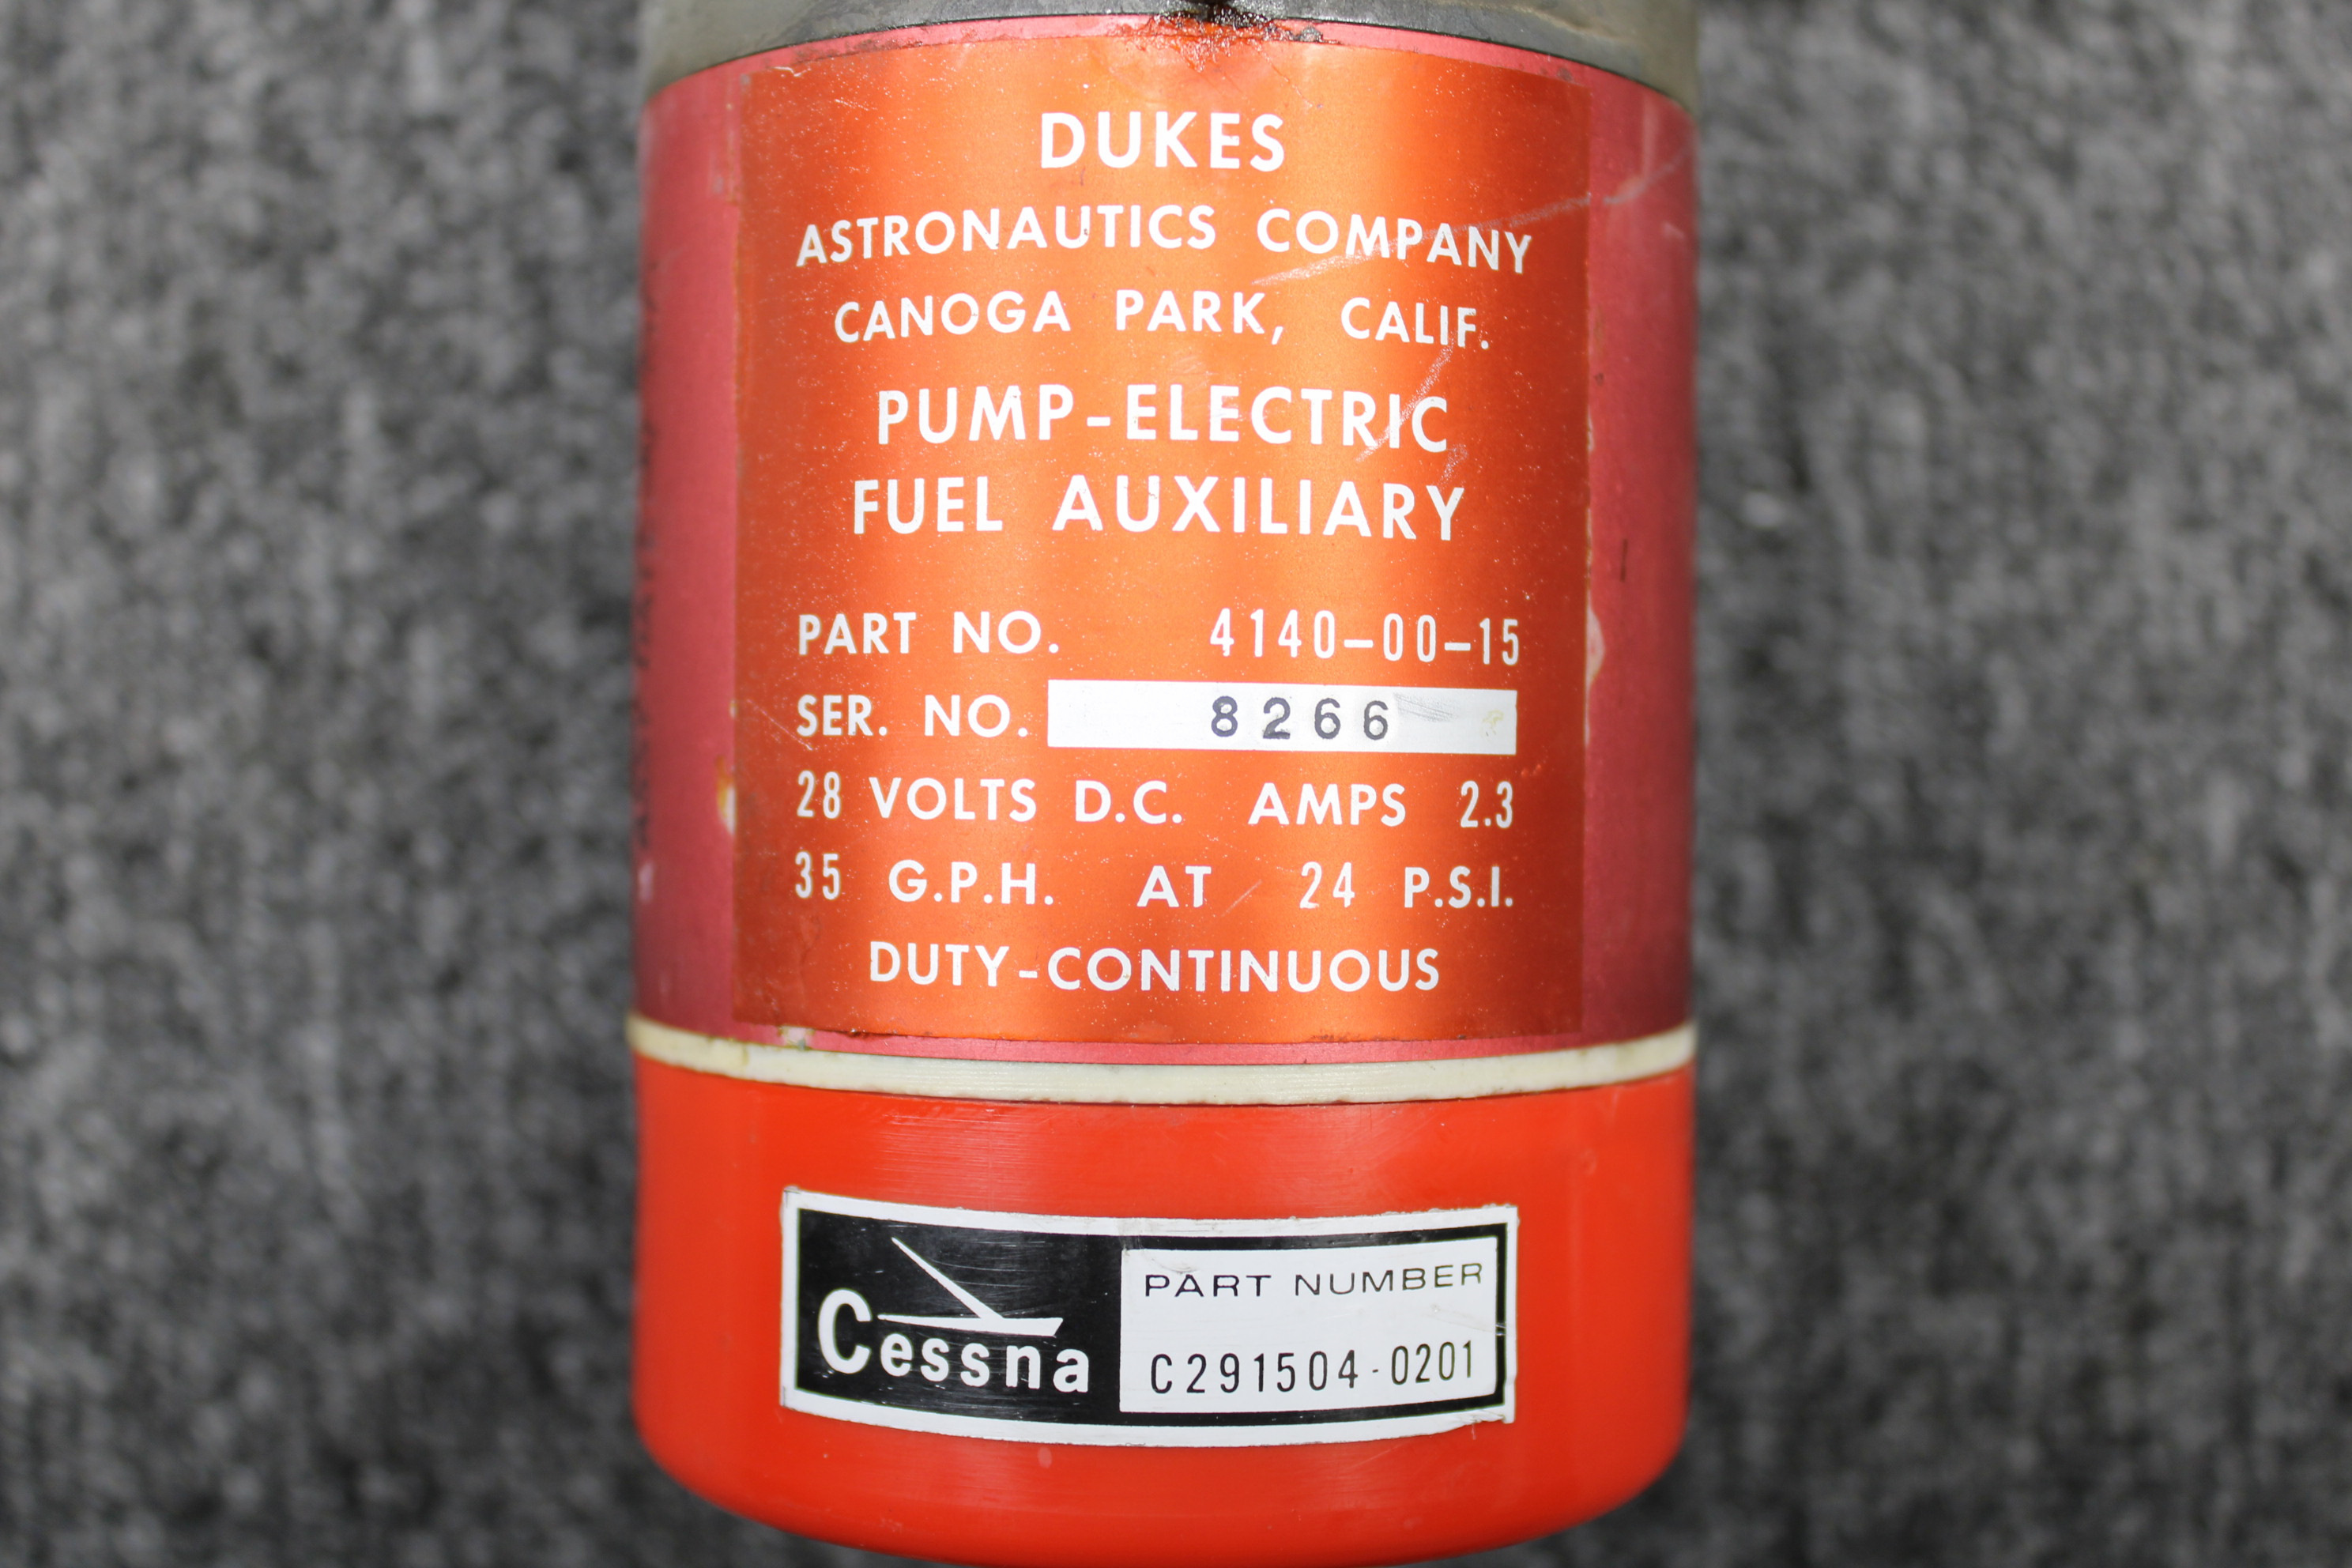 DUKES
ASTRONAUTICS COMPANY
CANOGA PARK, CALIF.
PUMP-ELECTRIC
FUEL AUXILIARY
PART NO. 4140-00-15
SER. NO. 8266
28 VOLTS D.C. AMPS 2.3
35 G.P.H. AT 24 P.S.I.
DUTY-CONTINUOUS
Cessna
PART NUMBER
C291504-0201